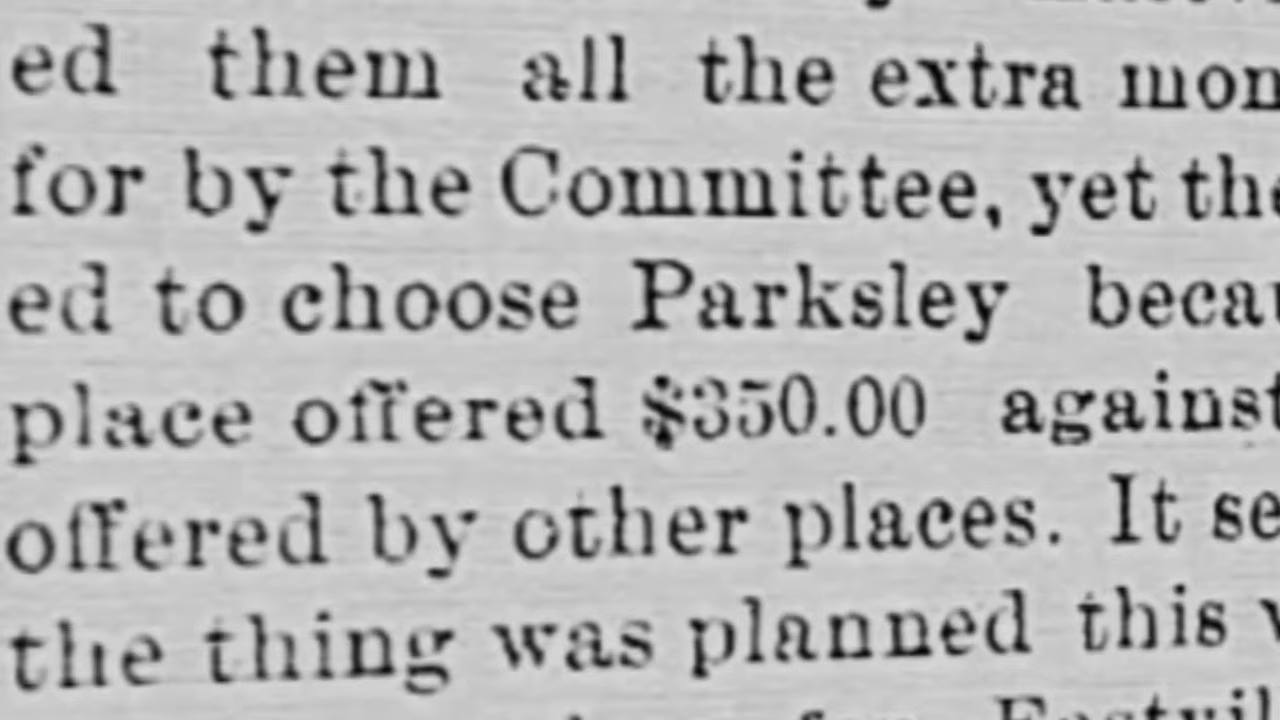 ed them all the extra mon
for by the Committee, yet the
ed to choose Parksley becau
place offered $350.00 against
offered by other places. It se
the thing was planned this